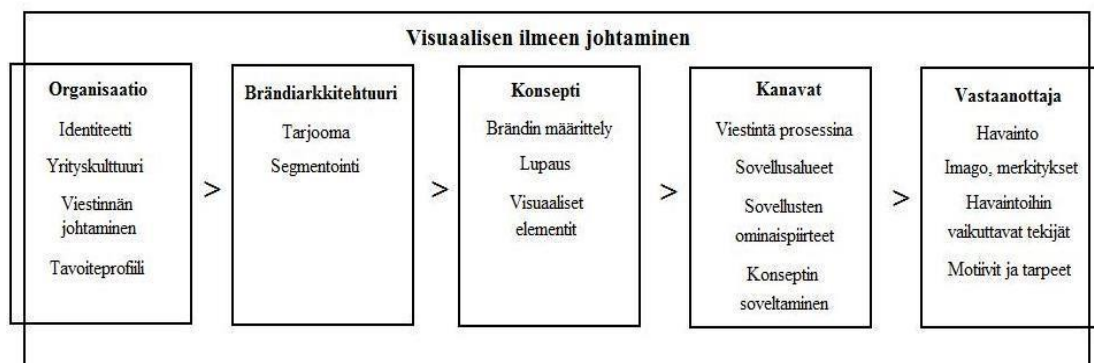 Visuaalisen ilmeen johtaminen
Organisaatio
Identiteetti
Yrityskulttuuri
Viestinnän
johtaminen
Tavoiteprofiili
>
Brändiarkkitehtuuri
Tarjooma
Segmentointi
>
Konsepti
Brändin määrittely
Lupaus
Visuaaliset
elementit
>
Kanavat
Viestintä prosessina
Sovellusalueet
Sovellusten
ominaispiirteet
Konseptin
soveltaminen
>
Vastaanottaja
Havainto
Imago, merkitykset
Havaintoihin
vaikuttavat tekijät
Motiivit ja tarpeet